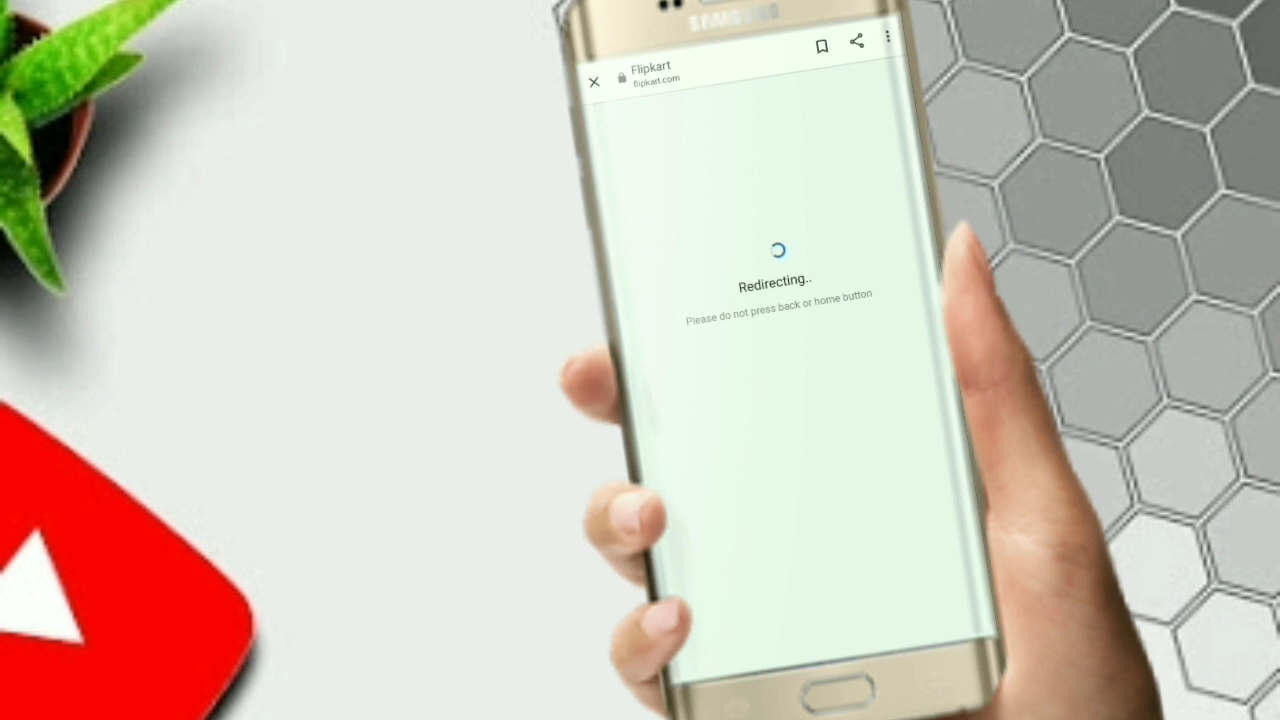 SAMSUNG
Flipkart
flipkart.com
Redirecting..
Please do not press back or home button